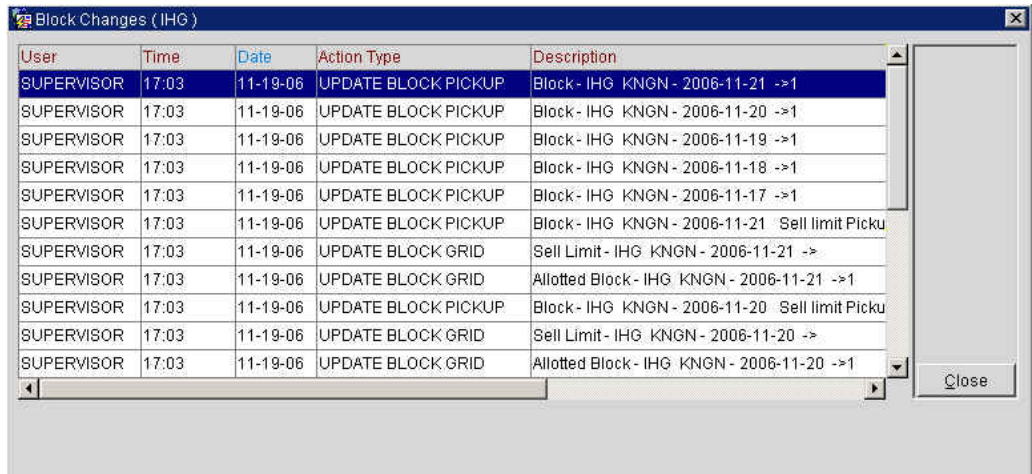 Block Changes ( IHG )
User Time Date Action Type Description
SUPERVISOR 17:03 11-19-06 UPDATE BLOCK PICKUP Block - IHG KNGN - 2006-11-21 ->1
SUPERVISOR 17:03 11-19-06 UPDATE BLOCK PICKUP Block - IHG KNGN - 2006-11-20 ->1
SUPERVISOR 17:03 11-19-06 UPDATE BLOCK PICKUP Block - IHG KNGN - 2006-11-19 ->1
SUPERVISOR 17:03 11-19-06 UPDATE BLOCK PICKUP Block - IHG KNGN - 2006-11-18 ->1
SUPERVISOR 17:03 11-19-06 UPDATE BLOCK PICKUP Block - IHG KNGN - 2006-11-17 ->1
SUPERVISOR 17:03 11-19-06 UPDATE BLOCK PICKUP Block - IHG KNGN - 2006-11-21 Sell limit Picku
SUPERVISOR 17:03 11-19-06 UPDATE BLOCK GRID Sell Limit - IHG KNGN - 2006-11-21 ->
SUPERVISOR 17:03 11-19-06 UPDATE BLOCK GRID Allotted Block - IHG KNGN - 2006-11-21 ->1
SUPERVISOR 17:03 11-19-06 UPDATE BLOCK PICKUP Block - IHG KNGN - 2006-11-20 Sell limit Picku
SUPERVISOR 17:03 11-19-06 UPDATE BLOCK GRID Sell Limit - IHG KNGN - 2006-11-20 ->
SUPERVISOR 17:03 11-19-06 UPDATE BLOCK GRID Allotted Block - IHG KNGN - 2006-11-20 ->1
Close